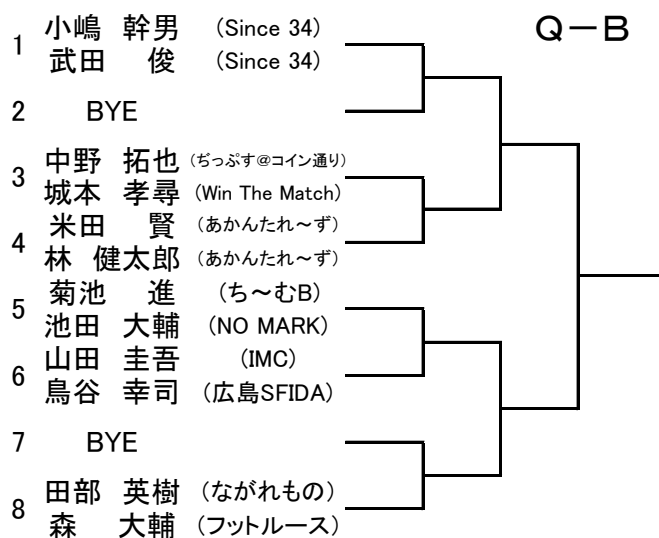 Q－B
1 小嶋 幹男 (Since 34)
武田 俊 (Since 34)
2 BYE
3 中野 拓也 (ぢっぷす@コイン通り)
城本 孝尋 (Win The Match)
4 米田 賢 (あかんたれ～ず)
林 健太郎 (あかんたれ～ず)
5 菊池 進 (ち～むB)
池田 大輔 (NO MARK)
6 山田 圭吾 (IMC)
鳥谷 幸司 (広島SFIDA)
7 BYE
8 田部 英樹 (ながれもの)
森 大輔 (フットルース)